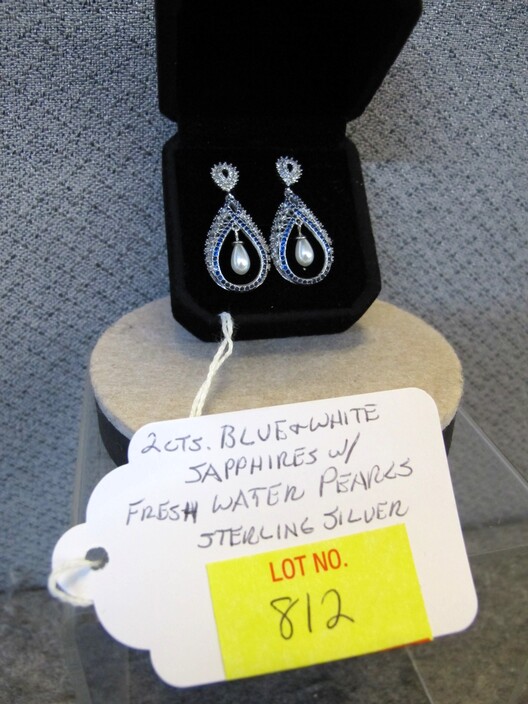 2 CTS. BLUE & WHITE
SAPPHIRES W/
FRESH WATER PEARLS
STERLING SILVER
LOT NO.
812